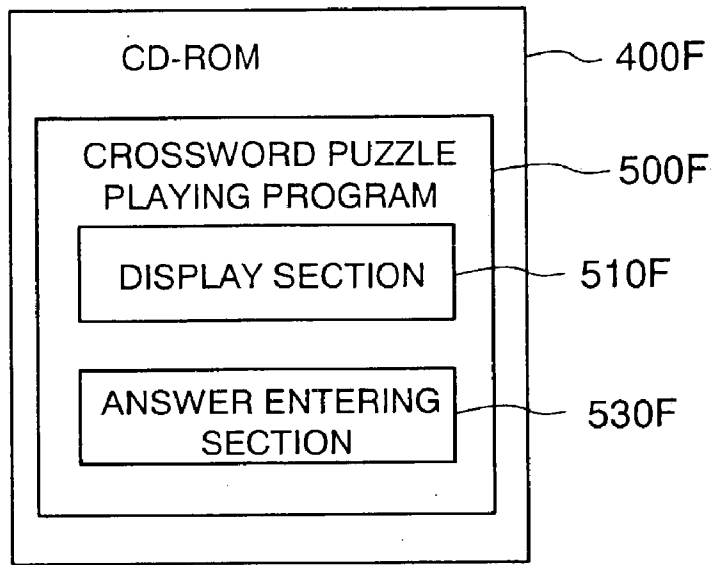 CD-ROM
400F
CROSSWORD PUZZLE
PLAYING PROGRAM
500F
DISPLAY SECTION
510F
ANSWER ENTERING
SECTION
530F